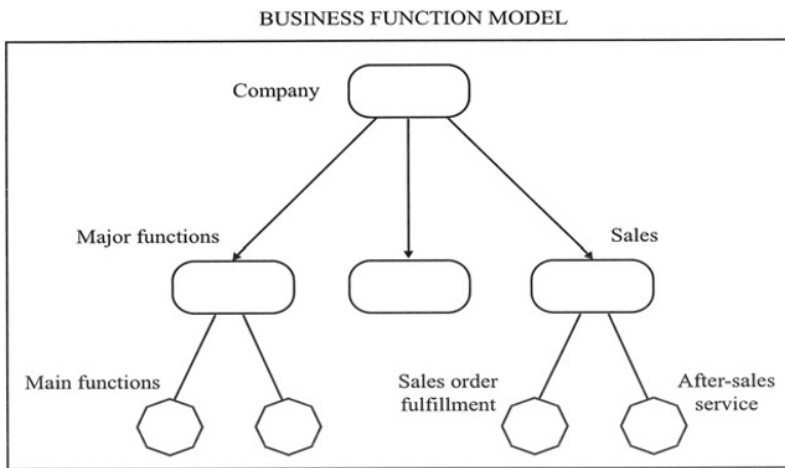 BUSINESS FUNCTION MODEL
Company
Major functions
Sales
Main functions
Sales order
fulfillment
After-sales
service